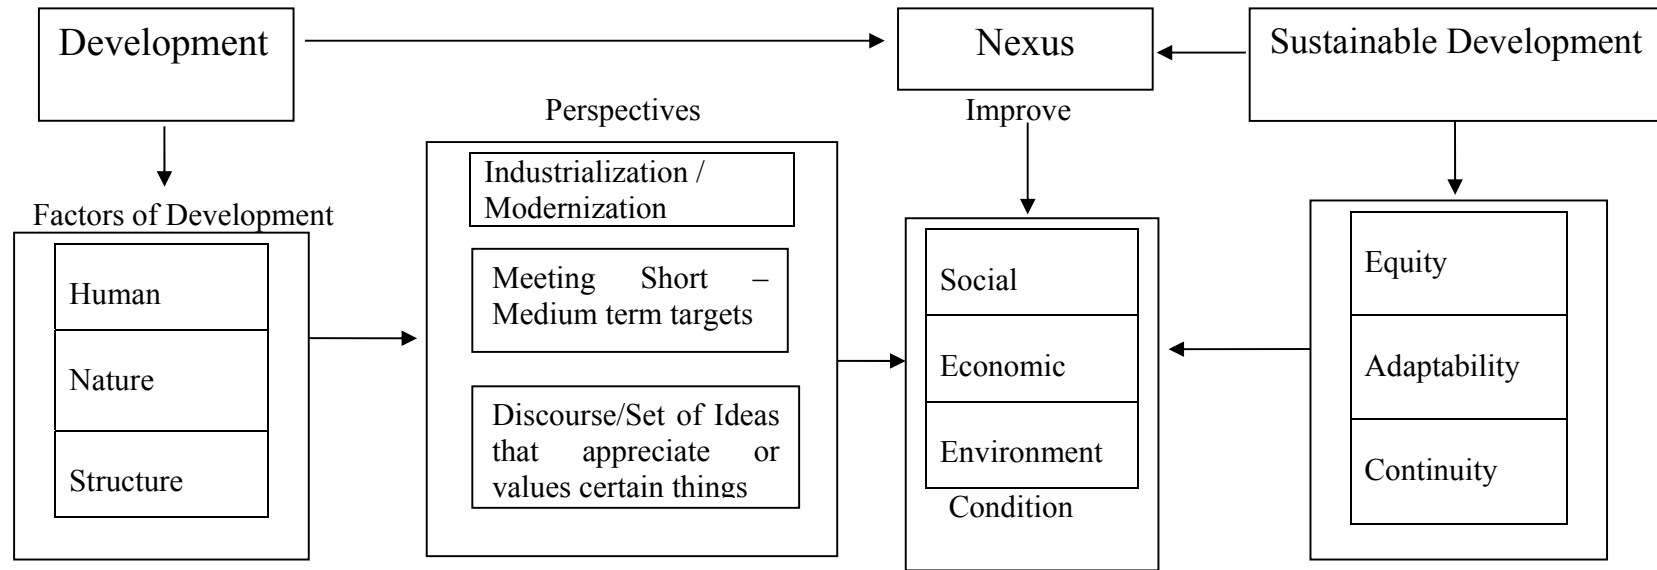 Development
Nexus
Sustainable Development
Perspectives
Improve
Factors of Development
Human
Nature
Structure
Industrialization /
Modernization
Meeting Short –
Medium term targets
Discourse/Set of Ideas
that appreciate or
values certain things
Social
Economic
Environment
Condition
Equity
Adaptability
Continuity